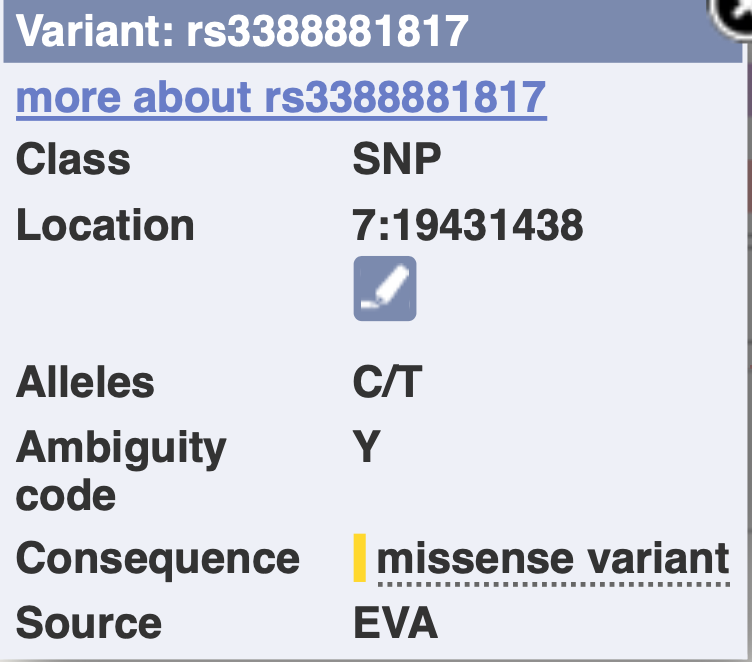 Variant: rs3388881817
more about rs3388881817
Class SNP
Location 7:19431438
Alleles C/T
Ambiguity Y
code
Consequence missense variant
Source EVA